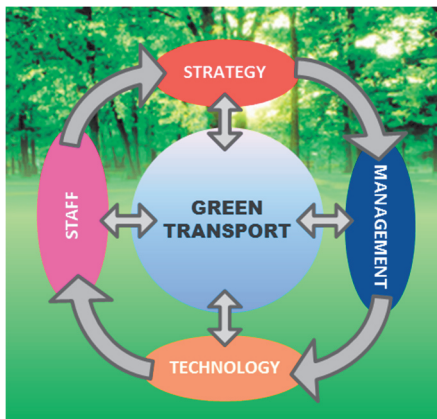 STRATEGY
MANAGEMENT
GREEN
TRANSPORT
STAFF
TECHNOLOGY